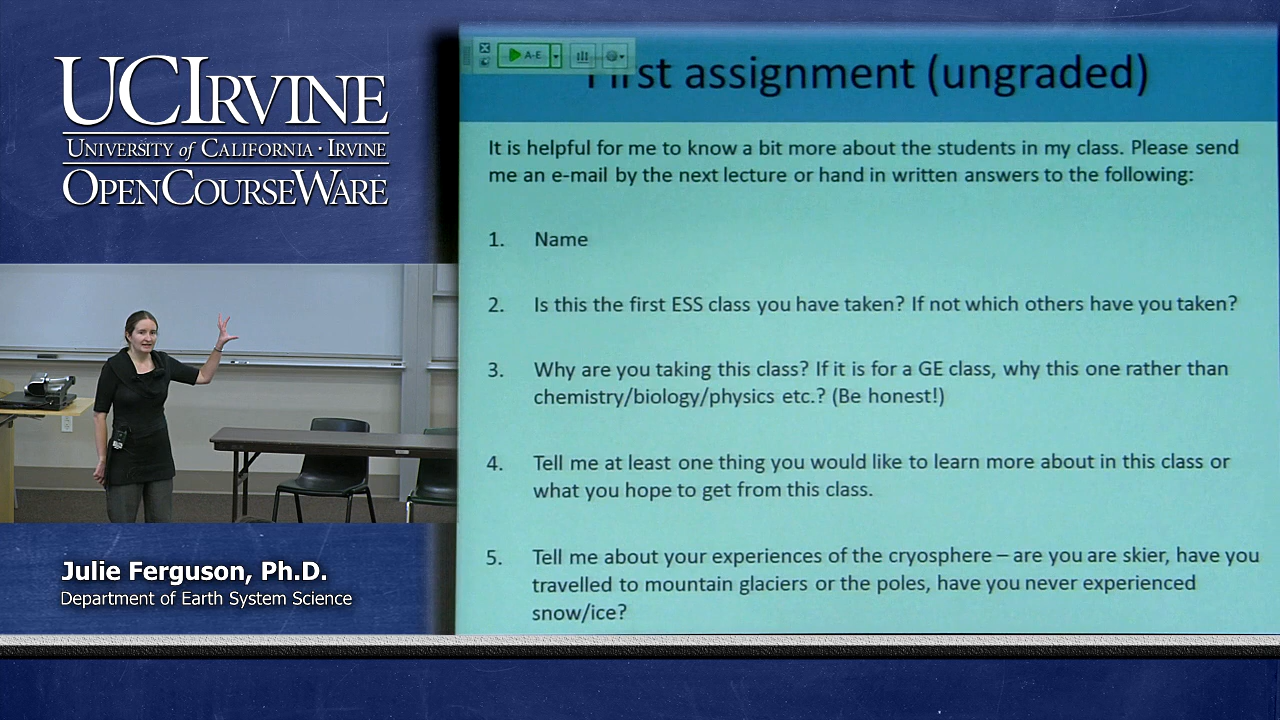 UCIRVINE
UNIVERSITY of CALIFORNIA · IRVINE
OPENCOURSEWARE
Julie Ferguson, Ph.D.
Department of Earth System Science
A-E
First assignment (ungraded)
It is helpful for me to know a bit more about the students in my class. Please send
me an e-mail by the next lecture or hand in written answers to the following:
1. Name
2. Is this the first ESS class you have taken? If not which others have you taken?
3. Why are you taking this class? If it is for a GE class, why this one rather than
chemistry/biology/physics etc.? (Be honest!)
4. Tell me at least one thing you would like to learn more about in this class or
what you hope to get from this class.
5. Tell me about your experiences of the cryosphere – are you are skier, have you
travelled to mountain glaciers or the poles, have you never experienced
snow/ice?